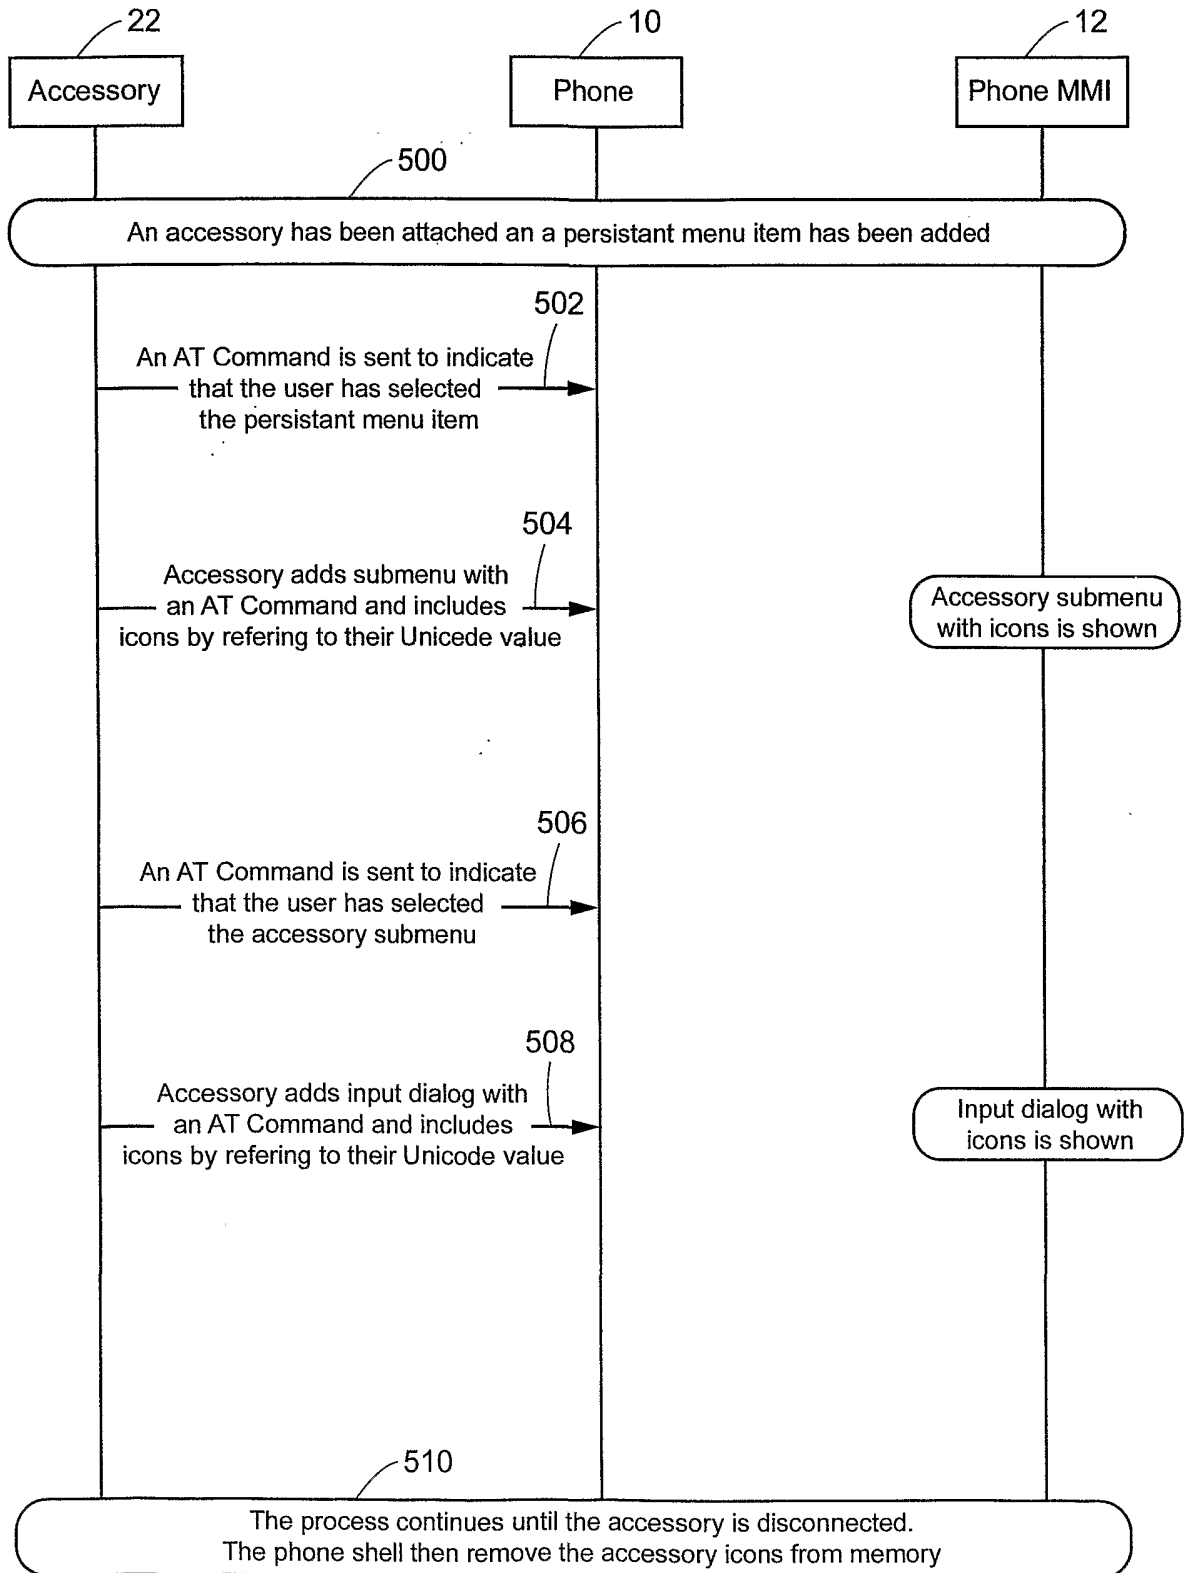 22
10
12
Accessory
Phone
Phone MMI
500
An accessory has been attached an a persistant menu item has been added
502
An AT Command is sent to indicate
that the user has selected
the persistant menu item
504
Accessory adds submenu with
an AT Command and includes
icons by refering to their Unicede value
Accessory submenu
with icons is shown
506
An AT Command is sent to indicate
that the user has selected
the accessory submenu
508
Accessory adds input dialog with
an AT Command and includes
icons by refering to their Unicode value
Input dialog with
icons is shown
510
The process continues until the accessory is disconnected.
The phone shell then remove the accessory icons from memory